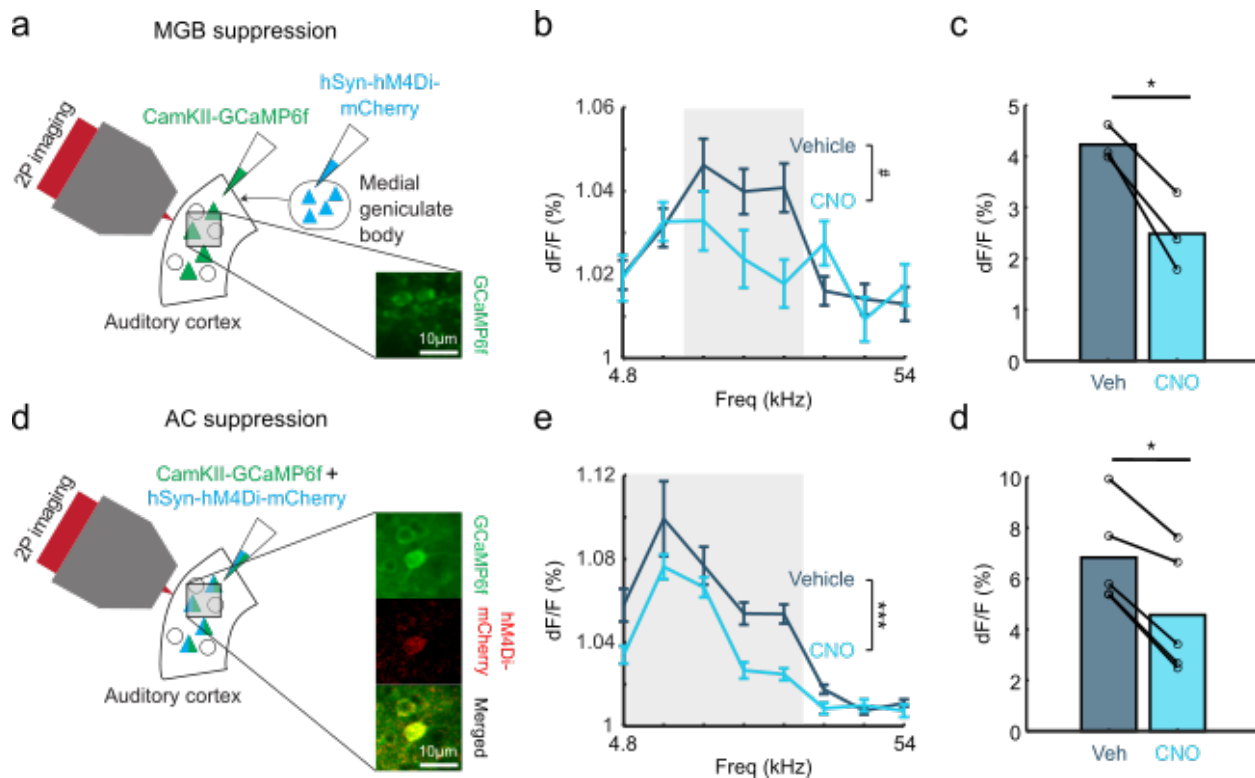 a
MGB suppression
hSyn-hM4Di-
mCherry
CamKII-GCaMP6f
2P imaging
Medial
geniculate
body
GCaMP6f
10μm
Auditory cortex
b
1.06
1.04
1.02
1
dF/F (%)
Vehicle
#
CNO
4.8
54
Freq (kHz)
c
*
5
4
3
2
1
0
dF/F (%)
Veh
CNO
d
AC suppression
CamKII-GCaMP6f +
hSyn-hM4Di-mCherry
2P imaging
GCaMP6f
hM4Di-
mCherry
Merged
10μm
Auditory cortex
e
1.12
1.08
1.04
1
dF/F (%)
Vehicle
***
CNO
4.8
54
Freq (kHz)
d
*
10
8
6
4
2
0
dF/F (%)
Veh
CNO